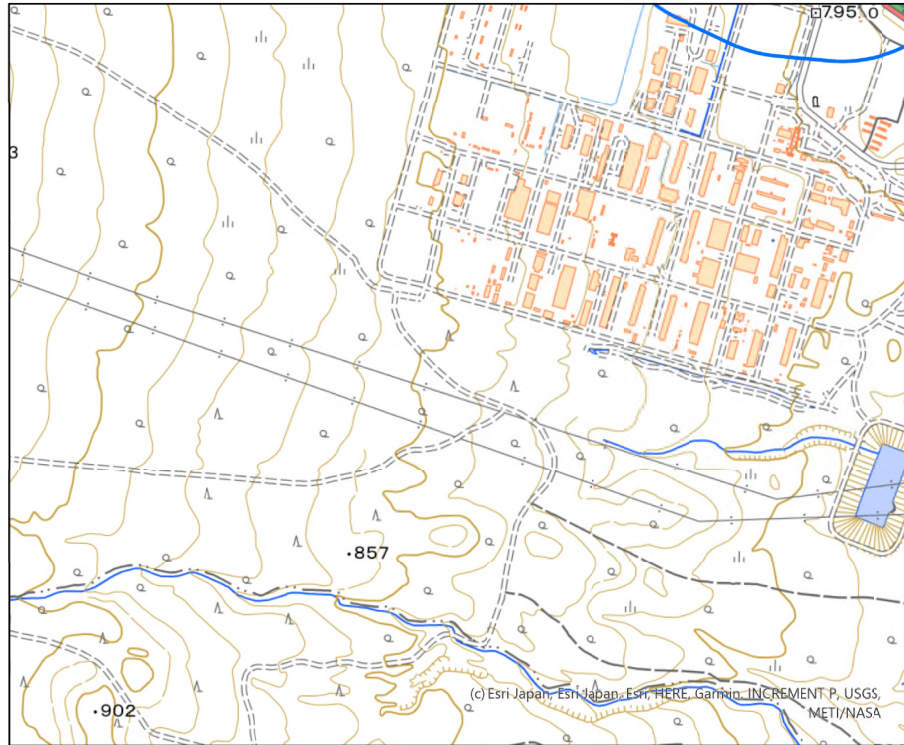 795.0
3
857
902
(c) Esri Japan, Esri Japan, Esri, HERE, Garmin, INCREMENT P, USGS,
METI/NASA